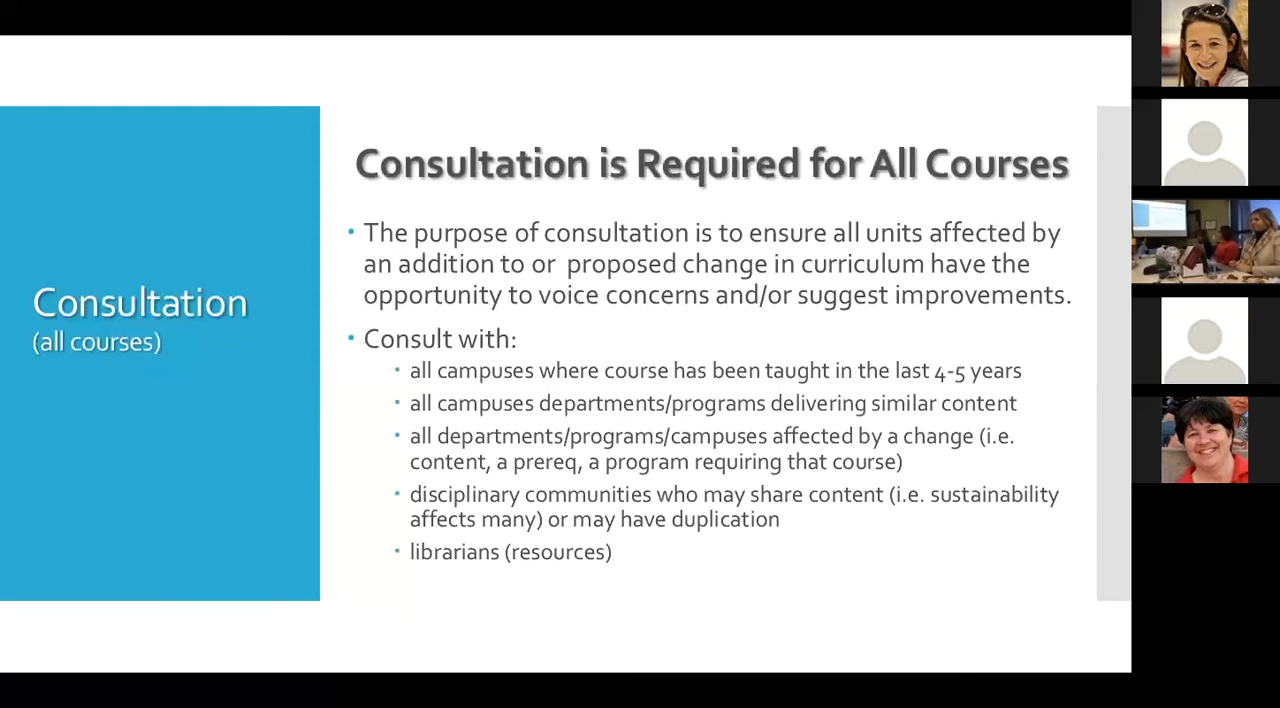 Consultation
(all courses)
Consultation is Required for All Courses
• The purpose of consultation is to ensure all units affected by
an addition to or  proposed change in curriculum have the
opportunity to voice concerns and/or suggest improvements.
• Consult with:
• all campuses where course has been taught in the last 4-5 years
• all campuses departments/programs delivering similar content
• all departments/programs/campuses affected by a change (i.e.
content, a prereq, a program requiring that course)
• disciplinary communities who may share content (i.e. sustainability
affects many) or may have duplication
• librarians (resources)